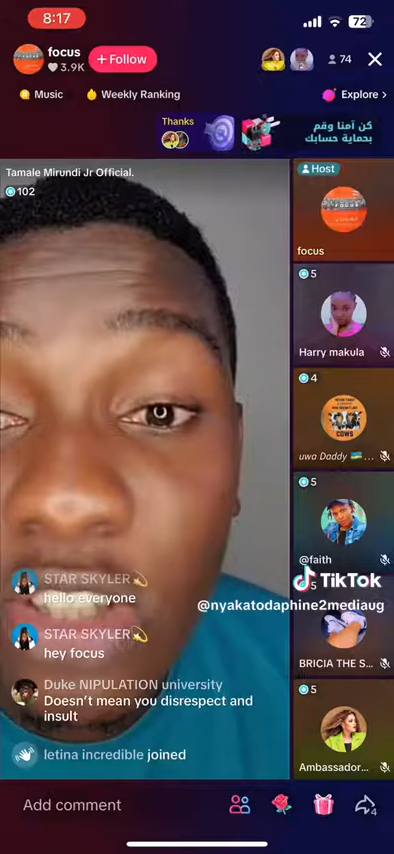 8:17
72
focus
3.9K
+ Follow
74
Music
Weekly Ranking
Explore >
Thanks
كن آمنا وقم
بحماية حسابك
Tamale Mirundi Jr Official.
102
Host
focus
5
Harry makula
4
COWS
uwa Daddy 🇷🇼...
5
@faith
TikTok
@nyakatodaphine2mediaug
5
BRICIA THE S...
5
Ambassador...
STAR SKYLER💫
hello everyone
STAR SKYLER💫
hey focus
Duke NIPULATION university
Doesn't mean you disrespect and
insult
letina incredible joined
Add comment
4